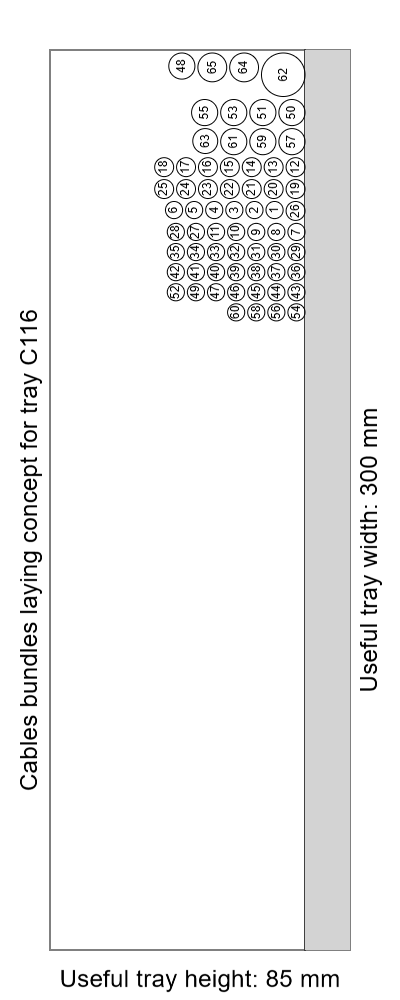 48 65 64 62
55 53 51 50
63 61 59 57
18 17 16 15 14 13 12
25 24 23 22 21 20 19
6 5 4 3 2 1 26
28 27 11 10 9 8 7
35 34 33 32 31 30 29
42 41 40 39 38 37 36
52 49 47 46 45 44 43
60 58 56 54
Cables bundles laying concept for tray C116
Useful tray width: 300 mm
Useful tray height: 85 mm